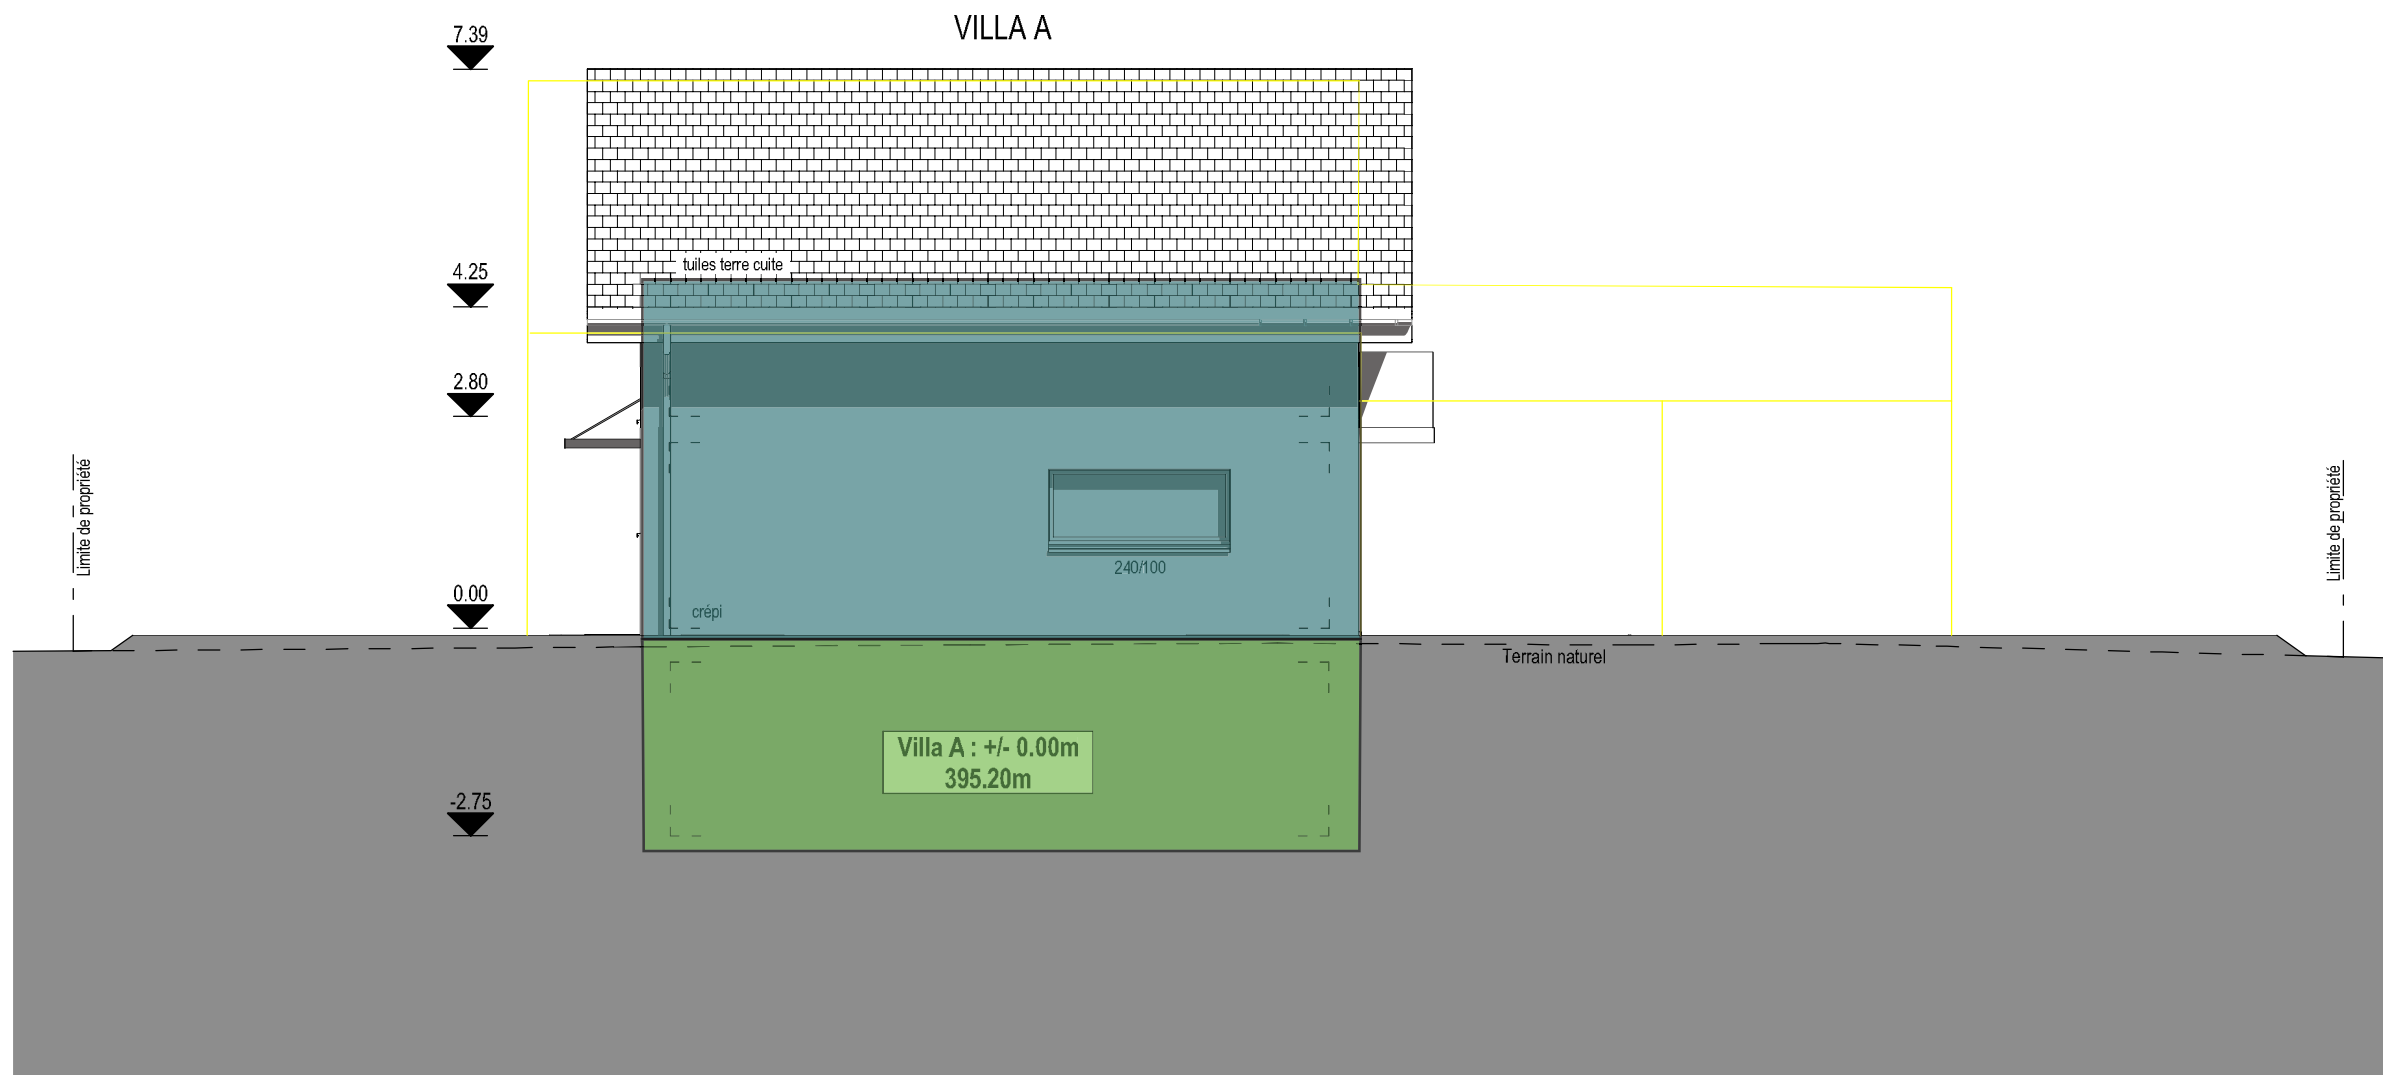 VILLA A
7.39
tuiles terre cuite
4.25
2.80
Limite de propriété
Limite de propriété
240/100
0.00
crépi
Terrain naturel
Villa A : +/- 0.00m
395.20m
-2.75